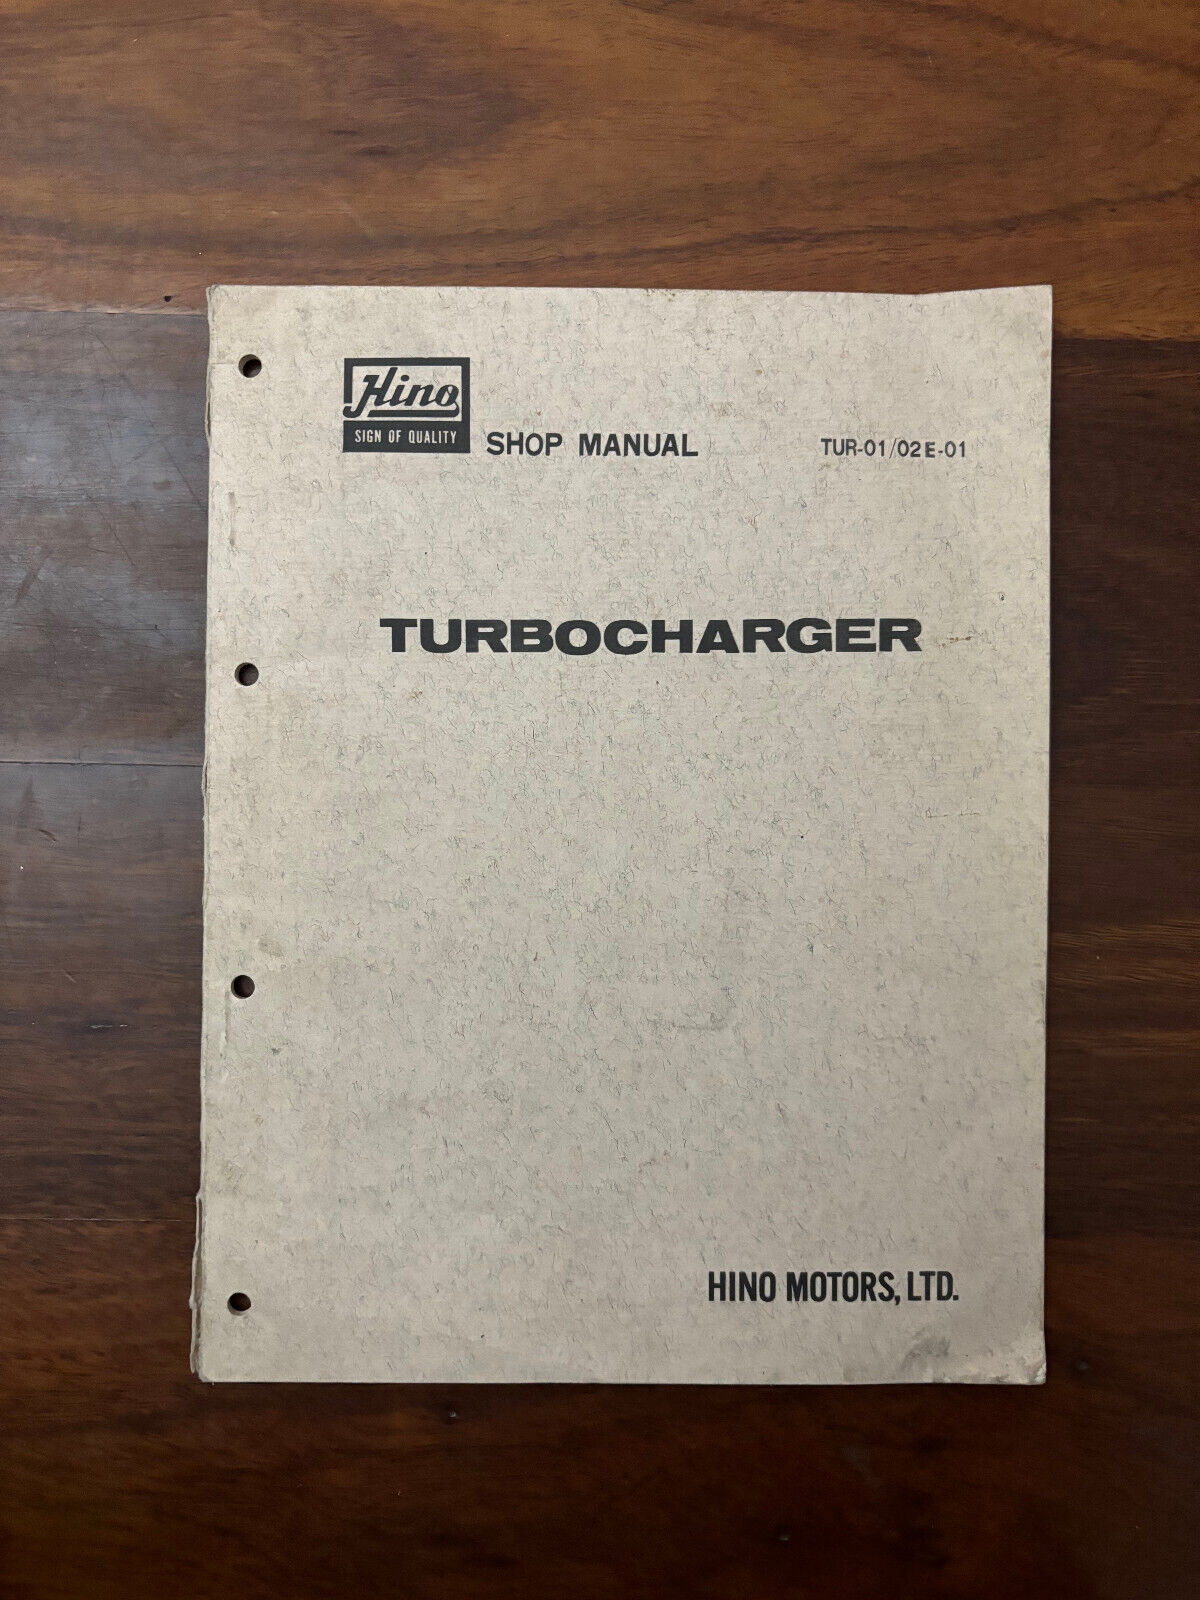 Hino
SIGN OF QUALITY
SHOP MANUAL
TUR-01/02E-01
TURBOCHARGER
HINO MOTORS, LTD.